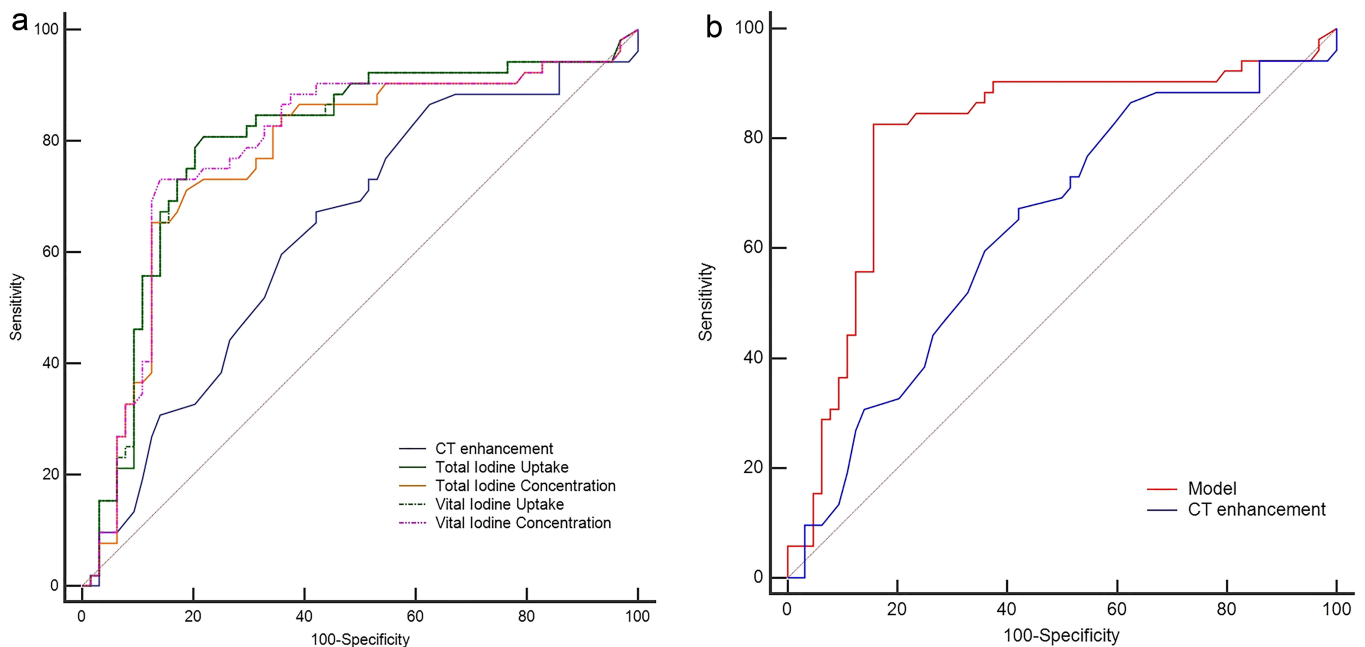 a
100
80
60
40
20
0
Sensitivity
CT enhancement
Total Iodine Uptake
Total Iodine Concentration
Vital Iodine Uptake
Vital Iodine Concentration
0 20 40 60 80 100
100-Specificity
b
100
80
60
40
20
0
Sensitivity
Model
CT enhancement
0 20 40 60 80 100
100-Specificity